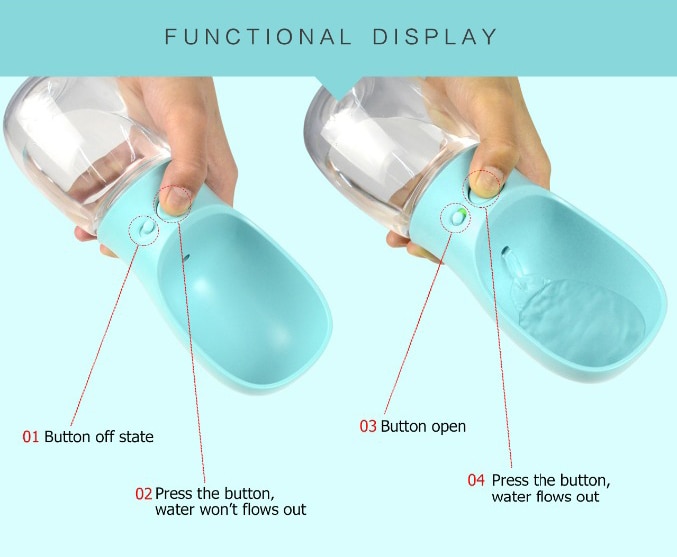 FUNCTIONAL DISPLAY
01 Button off state
02 Press the button,
water won't flows out
03 Button open
04 Press the button,
water flows out